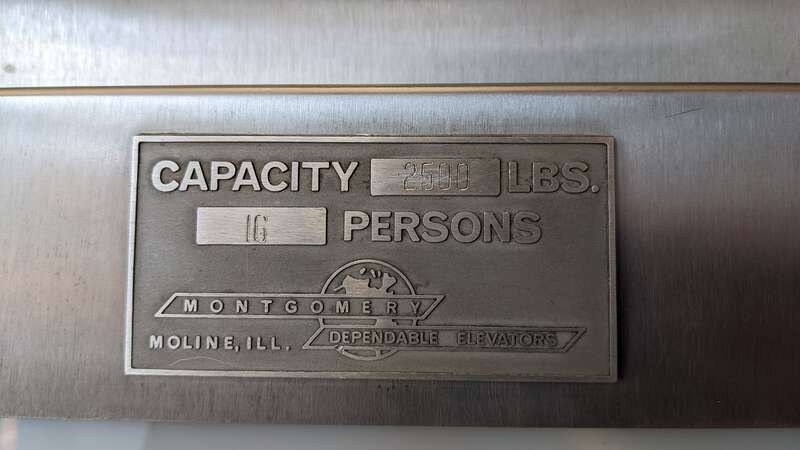 CAPACITY 2500 LBS.
16 PERSONS
MONTGOMERY
MOLINE, ILL.
DEPENDABLE ELEVATORS